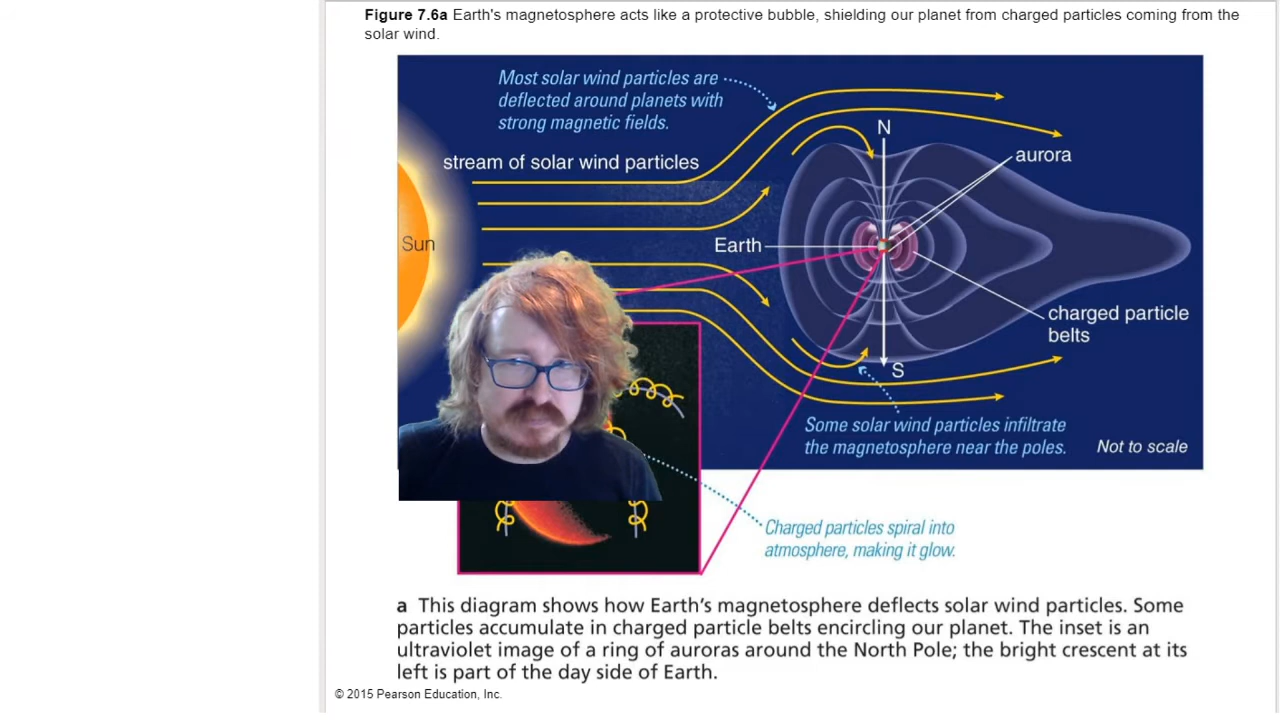 Figure 7.6a Earth's magnetosphere acts like a protective bubble, shielding our planet from charged particles coming from the
solar wind.
Most solar wind particles are
deflected around planets with
strong magnetic fields.
stream of solar wind particles
N
aurora
Sun
Earth
charged particle
belts
S
Some solar wind particles infiltrate
the magnetosphere near the poles.
Not to scale
Charged particles spiral into
atmosphere, making it glow.
a This diagram shows how Earth's magnetosphere deflects solar wind particles. Some
particles accumulate in charged particle belts encircling our planet. The inset is an
ultraviolet image of a ring of auroras around the North Pole; the bright crescent at its
left is part of the day side of Earth.
© 2015 Pearson Education, Inc.